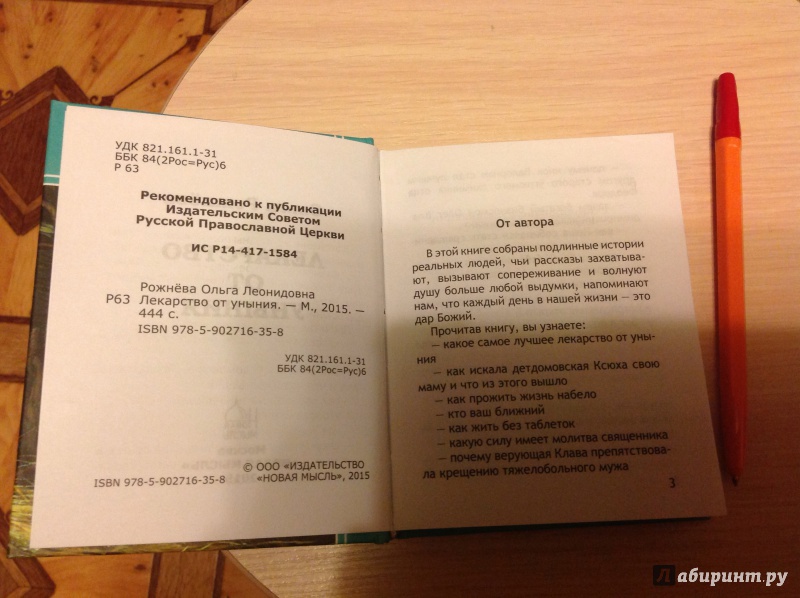 УДК 821.161.1-31
ББК 84(2Рос=Рус)6
Р 63
Рекомендовано к публикации
Издательским Советом
Русской Православной Церкви
ИС Р14-417-1584
Рожнёва Ольга Леонидовна
Р63 Лекарство от уныния. — М., 2015. —
444 с.
ISBN 978-5-902716-35-8
УДК 821.161.1-31
ББК 84(2Рос=Рус)6
© ООО «ИЗДАТЕЛЬСТВО
ISBN 978-5-902716-35-8 «НОВАЯ МЫСЛЬ», 2015
От автора
В этой книге собраны подлинные истории
реальных людей, чьи рассказы захватыва-
ют, вызывают сопереживание и волнуют
душу больше любой выдумки, напоминают
нам, что каждый день в нашей жизни — это
дар Божий.
Прочитав книгу, вы узнаете:
— какое самое лучшее лекарство от уны-
ния
— как искала детдомовская Ксюха свою
маму и что из этого вышло
— как прожить жизнь набело
— кто ваш ближний
— как жить без таблеток
— какую силу имеет молитва священника
— почему верующая Клава препятствова-
ла крещению тяжелобольного мужа
3
Лабиринт.ру